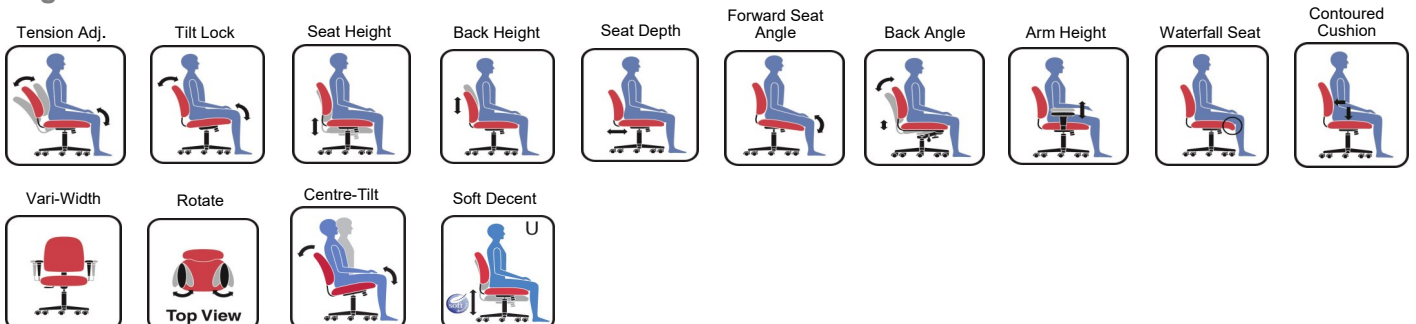 Tension Adj.
Tilt Lock
Seat Height
Back Height
Seat Depth
Forward Seat
Angle
Back Angle
Arm Height
Waterfall Seat
Contoured
Cushion
Vari-Width
Rotate
Centre-Tilt
Soft Decent
U
Top View